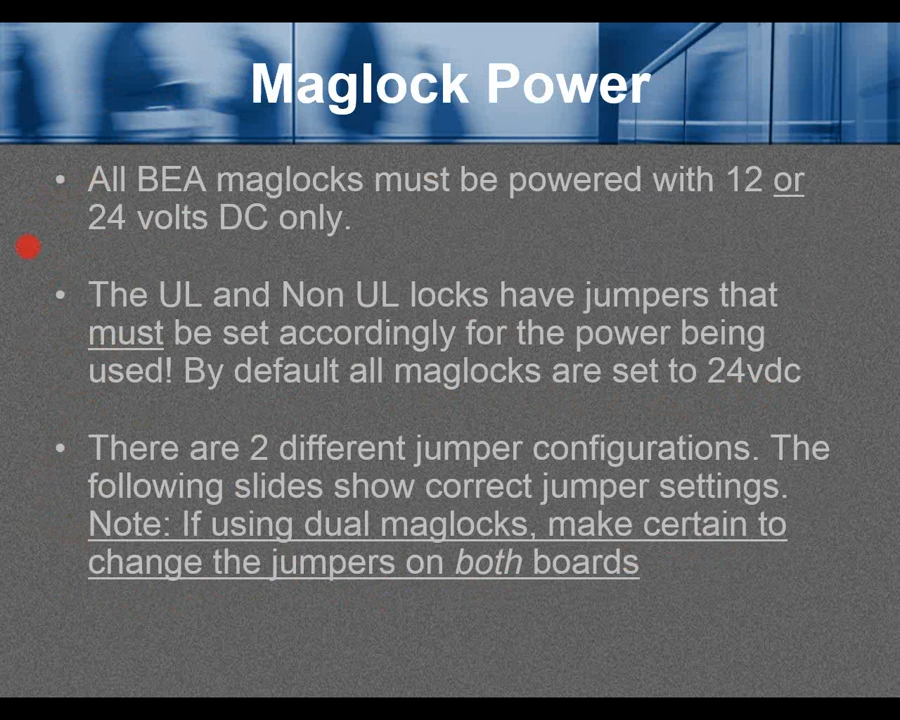 Maglock Power
• All BEA maglocks must be powered with 12 or
24 volts DC only.
• The UL and Non UL locks have jumpers that
must be set accordingly for the power being
used! By default all maglocks are set to 24vdc
• There are 2 different jumper configurations. The
following slides show correct jumper settings.
Note: If using dual maglocks, make certain to
change the jumpers on both boards